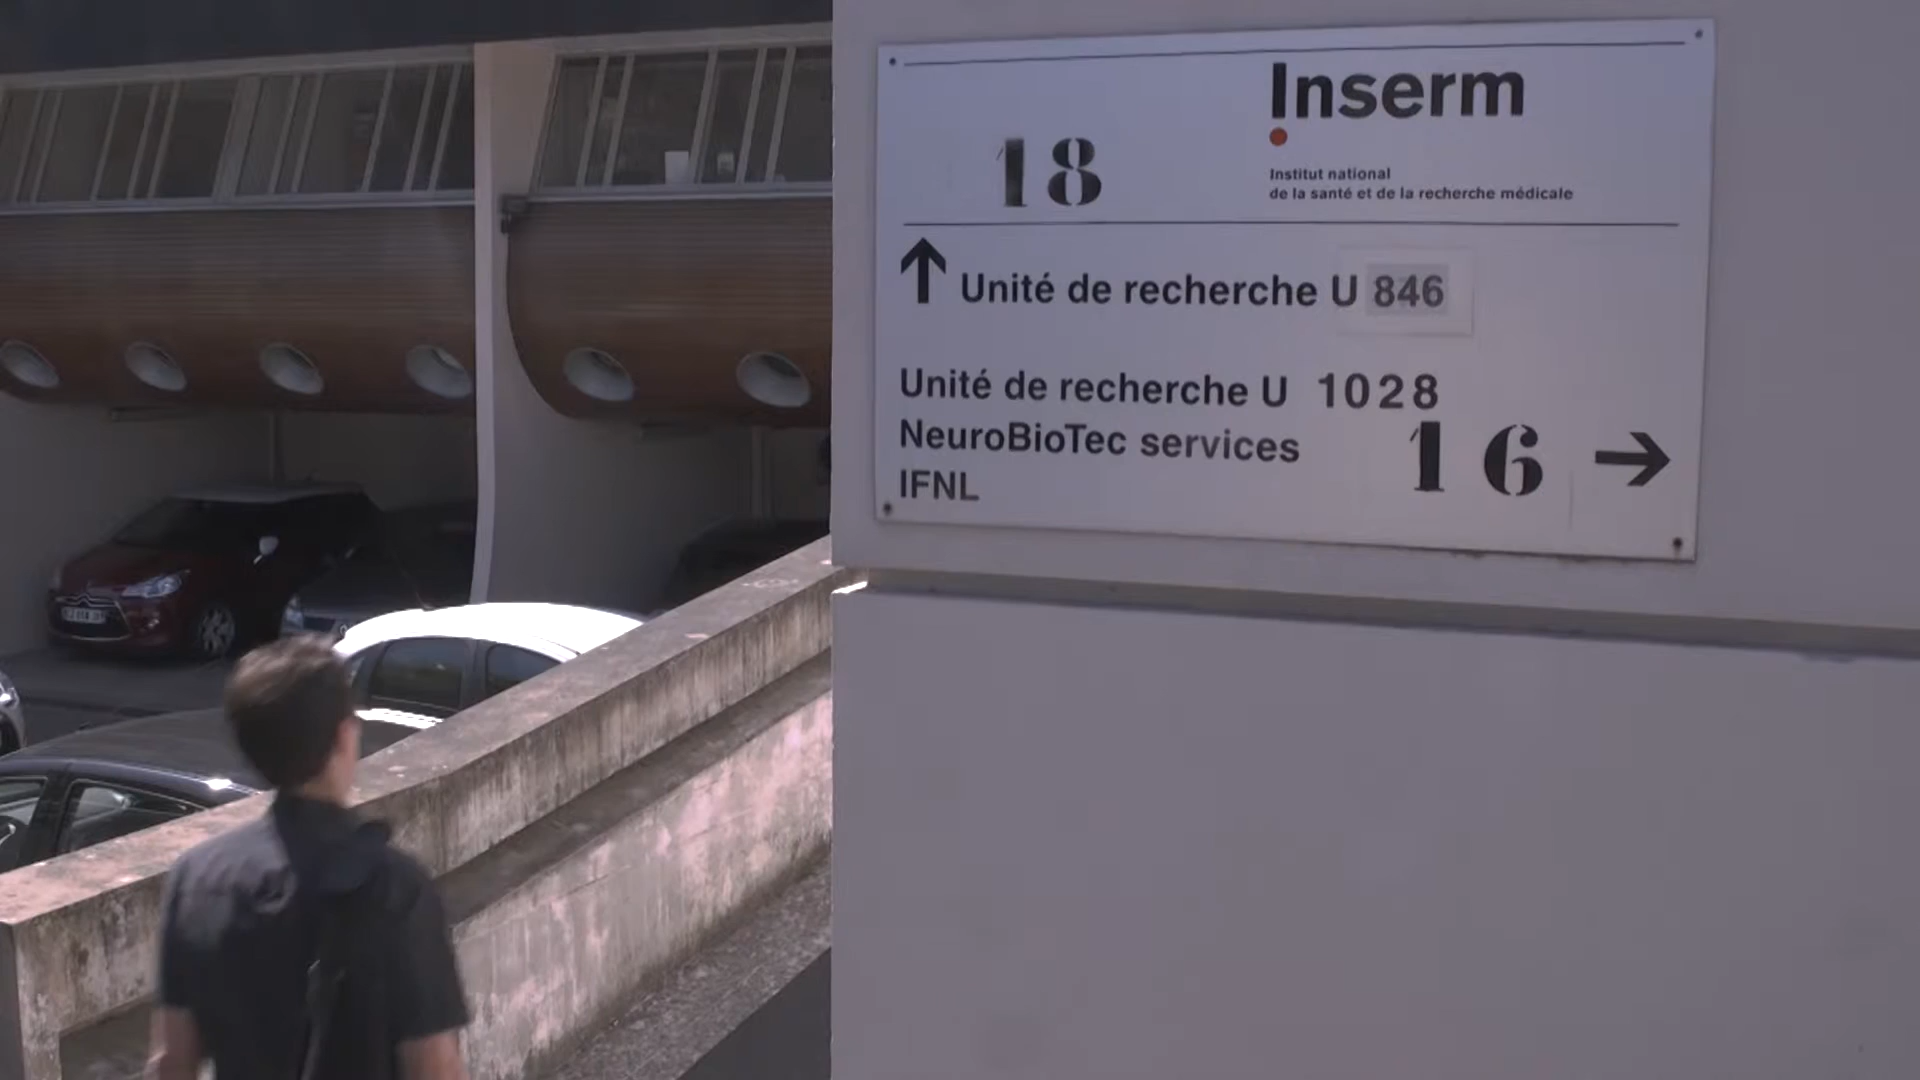 Inserm
18
Institut national
de la santé et de la recherche médicale
↑ Unité de recherche U 846
Unité de recherche U 1028
NeuroBioTec services
16 →
IFNL